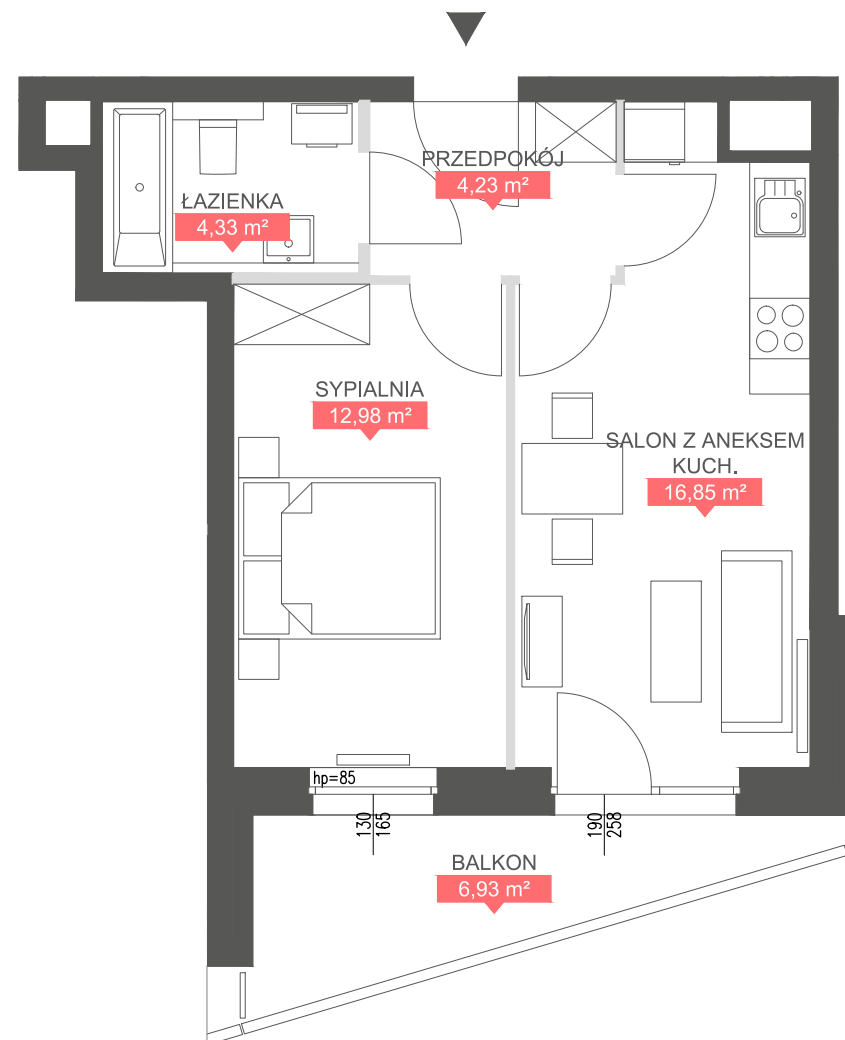 PRZEDPOKÓJ
4,23 m²
ŁAZIENKA
4,33 m²
SYPIALNIA
12,98 m²
SALON Z ANEKSEM
KUCH.
16,85 m²
hp=85
130
165
190
258
BALKON
6,93 m²